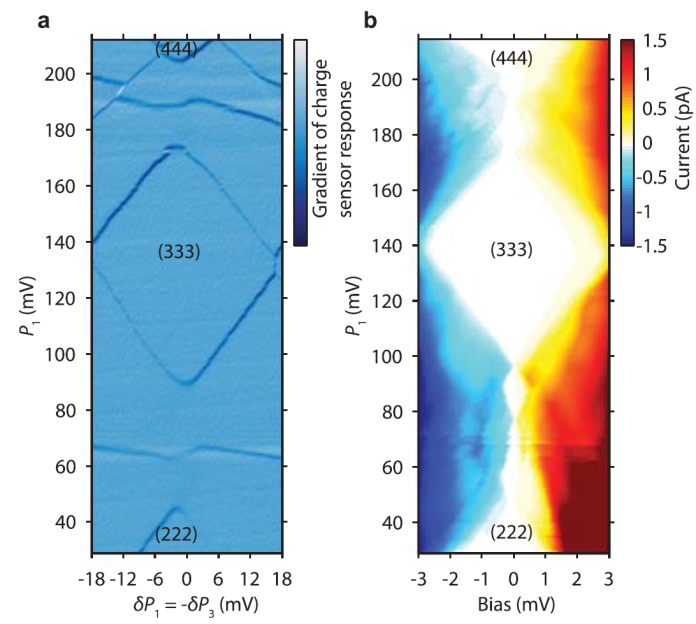 a
(444)
(333)
(222)
200
180
160
140
120
100
80
60
40
P1 (mV)
-18 -12 -6 0 6 12 18
δP1 = -δP3 (mV)
Gradient of charge
sensor response
b
(444)
(333)
(222)
200
180
160
140
120
100
80
60
40
P1 (mV)
-3 -2 -1 0 1 2 3
Bias (mV)
1.5
1
0.5
0
-0.5
-1
-1.5
Current (pA)